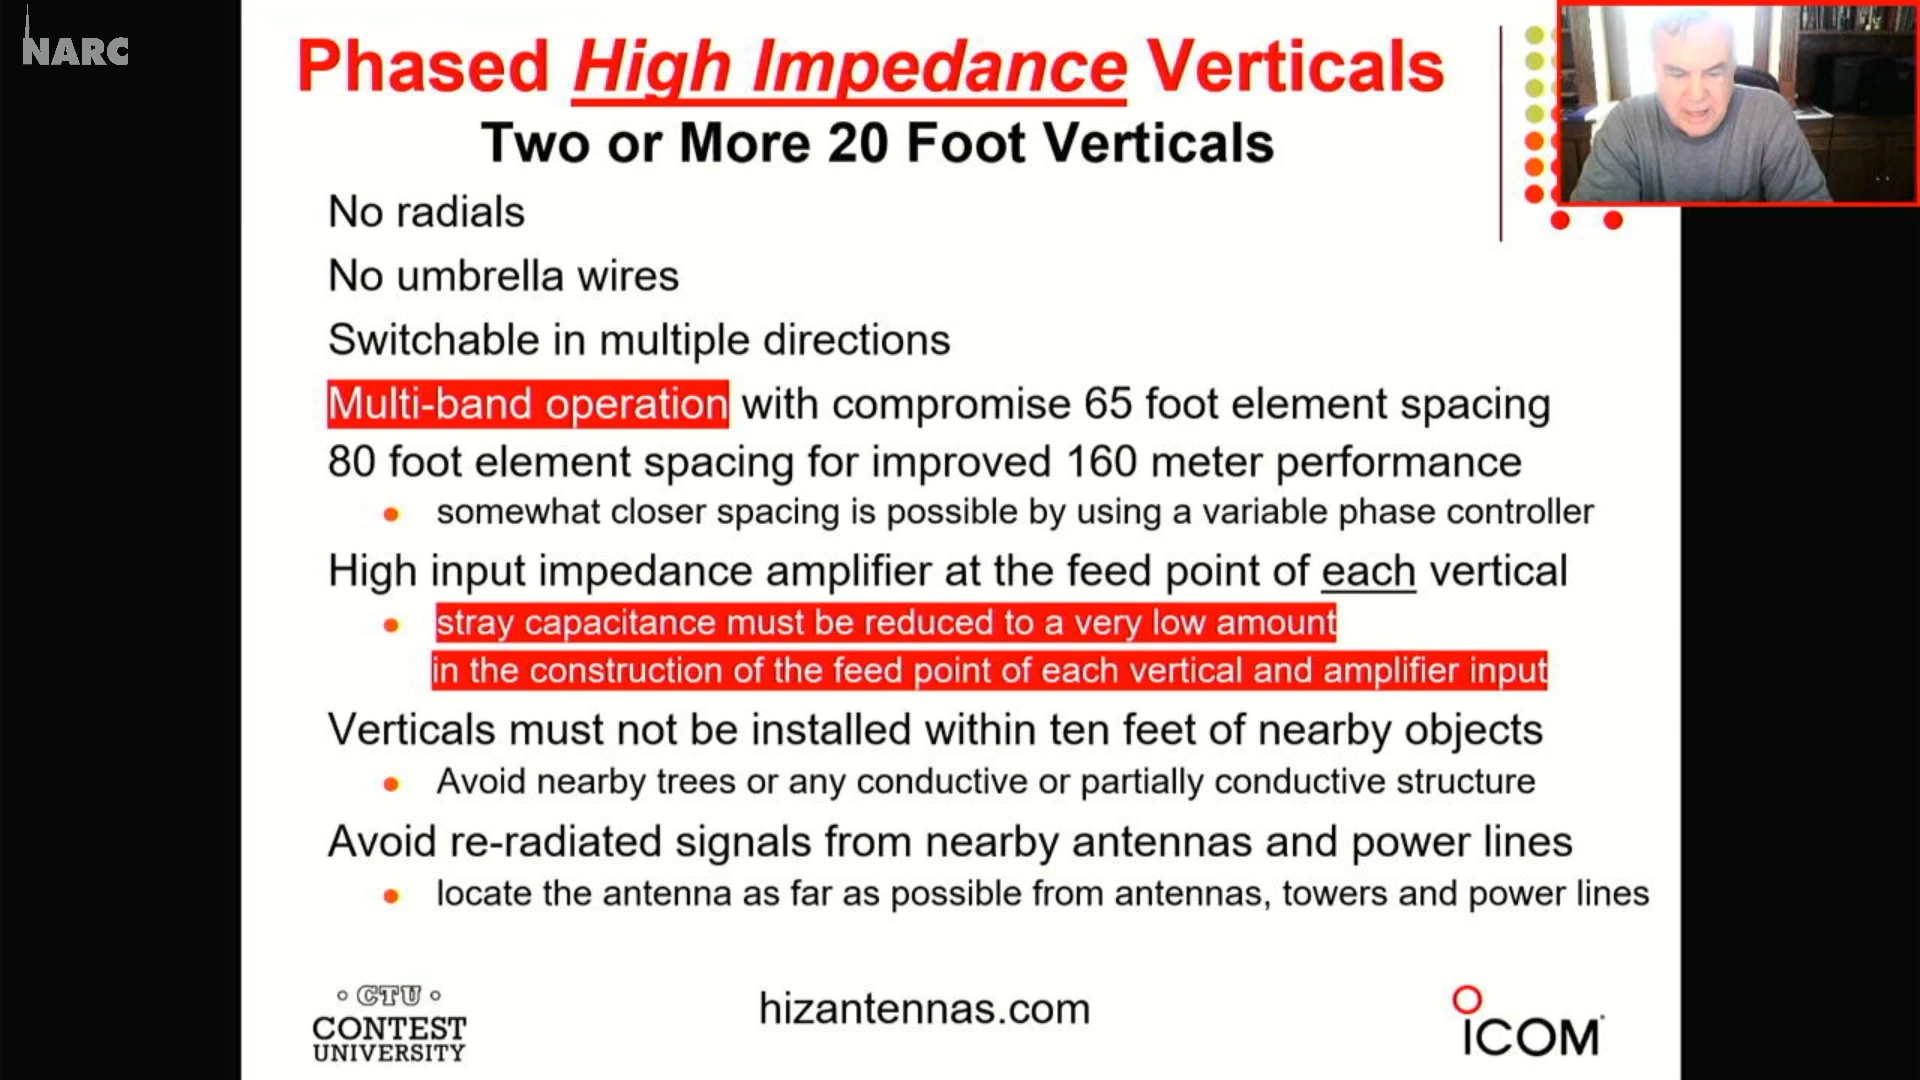 NARC
Phased High Impedance Verticals
Two or More 20 Foot Verticals
No radials
No umbrella wires
Switchable in multiple directions
Multi-band operation with compromise 65 foot element spacing
80 foot element spacing for improved 160 meter performance
• somewhat closer spacing is possible by using a variable phase controller
High input impedance amplifier at the feed point of each vertical
• stray capacitance must be reduced to a very low amount
in the construction of the feed point of each vertical and amplifier input
Verticals must not be installed within ten feet of nearby objects
• Avoid nearby trees or any conductive or partially conductive structure
Avoid re-radiated signals from nearby antennas and power lines
• locate the antenna as far as possible from antennas, towers and power lines
CTU
CONTEST
UNIVERSITY
hizantennas.com
ICOM